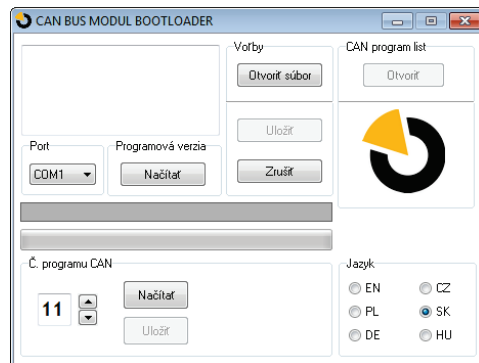 CAN BUS MODUL BOOTLOADER
Voľby
CAN program list
Otvoriť súbor
Otvoriť
Uložiť
Port
Programová verzia
COM1
Načítať
Zrušiť
Č. programu CAN
Jazyk
11
Načítať
EN
CZ
PL
SK
Uložiť
DE
HU